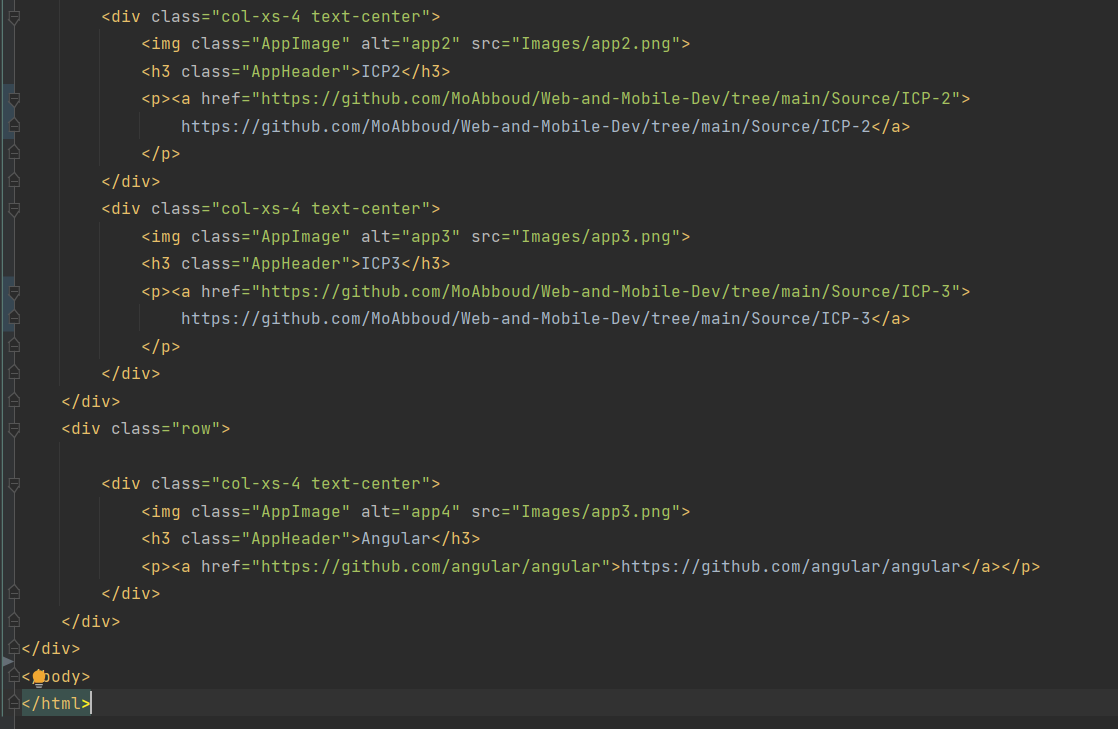 <div class="col-xs-4 text-center">
<img class="AppImage" alt="app2" src="Images/app2.png">
<h3 class="AppHeader">ICP2</h3>
<p><a href="https://github.com/MoAbboud/Web-and-Mobile-Dev/tree/main/Source/ICP-2">
https://github.com/MoAbboud/Web-and-Mobile-Dev/tree/main/Source/ICP-2</a>
</p>
</div>
<div class="col-xs-4 text-center">
<img class="AppImage" alt="app3" src="Images/app3.png">
<h3 class="AppHeader">ICP3</h3>
<p><a href="https://github.com/MoAbboud/Web-and-Mobile-Dev/tree/main/Source/ICP-3">
https://github.com/MoAbboud/Web-and-Mobile-Dev/tree/main/Source/ICP-3</a>
</p>
</div>
</div>
<div class="row">
<div class="col-xs-4 text-center">
<img class="AppImage" alt="app4" src="Images/app3.png">
<h3 class="AppHeader">Angular</h3>
<p><a href="https://github.com/angular/angular">https://github.com/angular/angular</a></p>
</div>
</div>
</div>
</body>
</html>